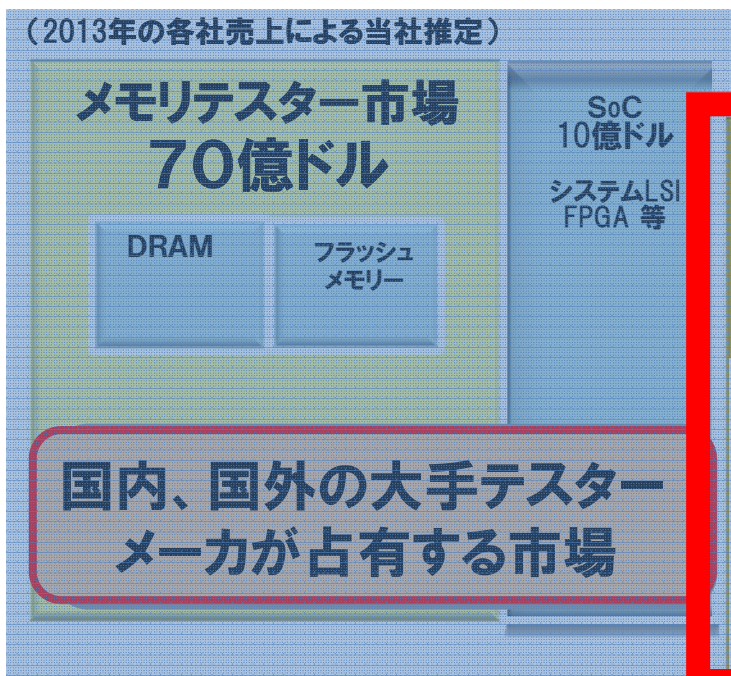 （2013年の各社売上による当社推定）
メモリテスター市場
７０億ドル
DRAM
フラッシュ
メモリー
SoC
10億ドル
システムLSI
FPGA 等
国内、国外の大手テスター
メーカが占有する市場